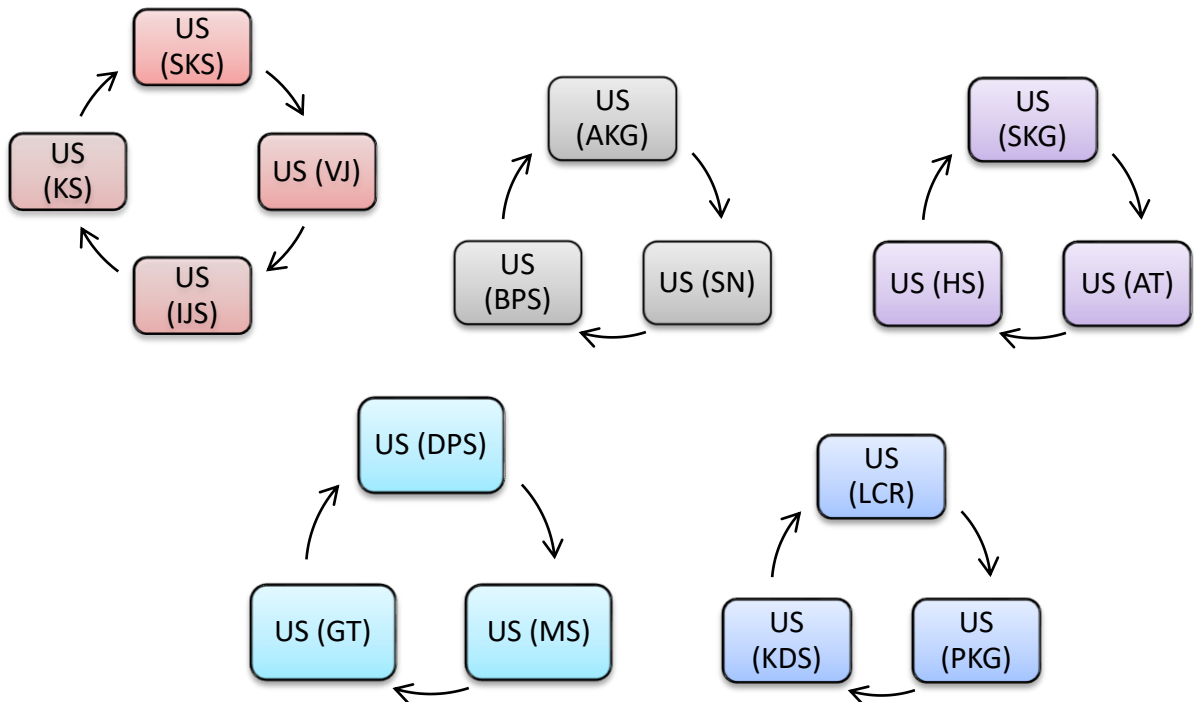 US
(SKS)
US (VJ)
US
(IJS)
US
(KS)
US
(AKG)
US (SN)
US
(BPS)
US
(SKG)
US (AT)
US (HS)
US (DPS)
US (MS)
US (GT)
US
(LCR)
US
(PKG)
US
(KDS)